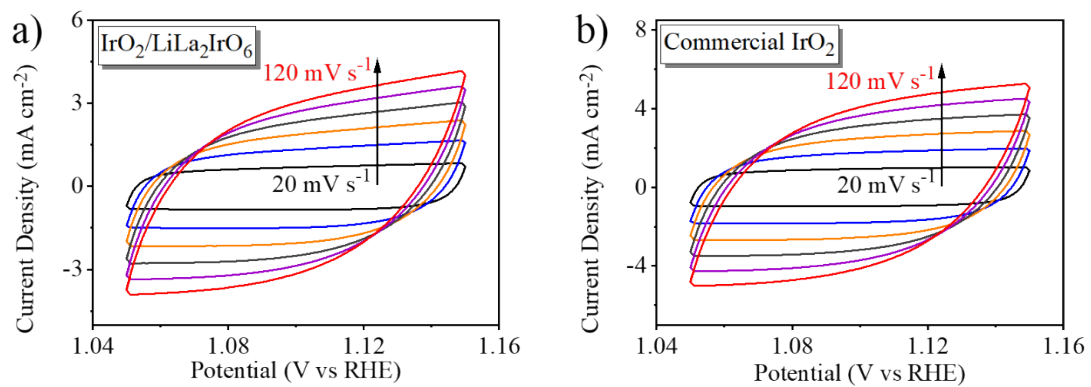 a)
IrO₂/LiLa₂IrO₆
120 mV s⁻¹
20 mV s⁻¹
6
3
0
-3
1.04 1.08 1.12 1.16
Current Density (mA cm⁻²)
Potential (V vs RHE)
b)
Commercial IrO₂
120 mV s⁻¹
20 mV s⁻¹
8
4
0
-4
-8
1.04 1.08 1.12 1.16
Current Density (mA cm⁻²)
Potential (V vs RHE)